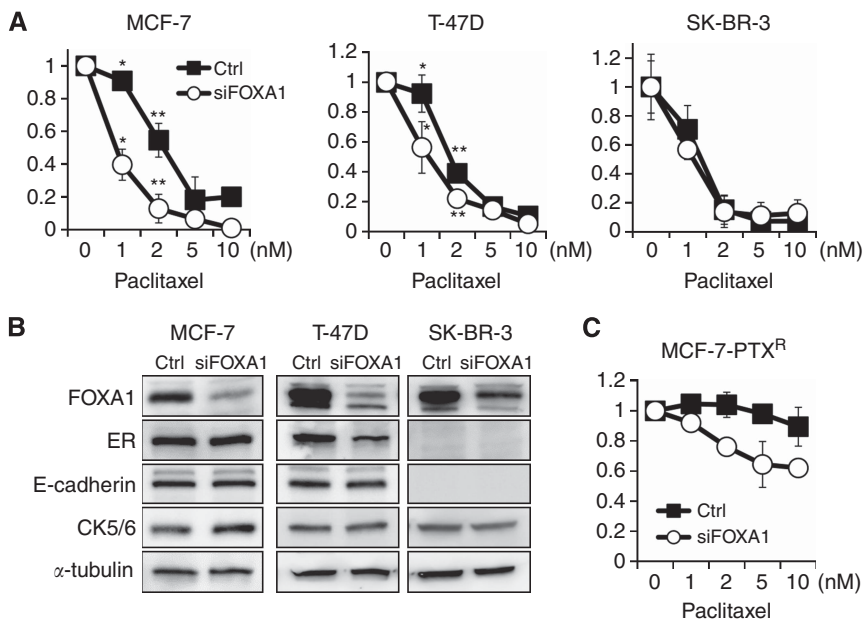 A
MCF-7
T-47D
SK-BR-3
1
0.8
0.6
0.4
0.2
0
*
**
*
**
Ctrl
siFOXA1
0 1 2 5 10 (nM)
Paclitaxel
1.2
1
0.8
0.6
0.4
0.2
0
*
*
**
**
0 1 2 5 10 (nM)
Paclitaxel
1.2
1
0.8
0.6
0.4
0.2
0
0 1 2 5 10 (nM)
Paclitaxel
B
MCF-7 T-47D SK-BR-3
Ctrl siFOXA1 Ctrl siFOXA1 Ctrl siFOXA1
FOXA1
ER
E-cadherin
CK5/6
α-tubulin
C
MCF-7-PTXᴿ
1.2
1
0.8
0.6
0.4
0.2
0
Ctrl
siFOXA1
0 1 2 5 10 (nM)
Paclitaxel